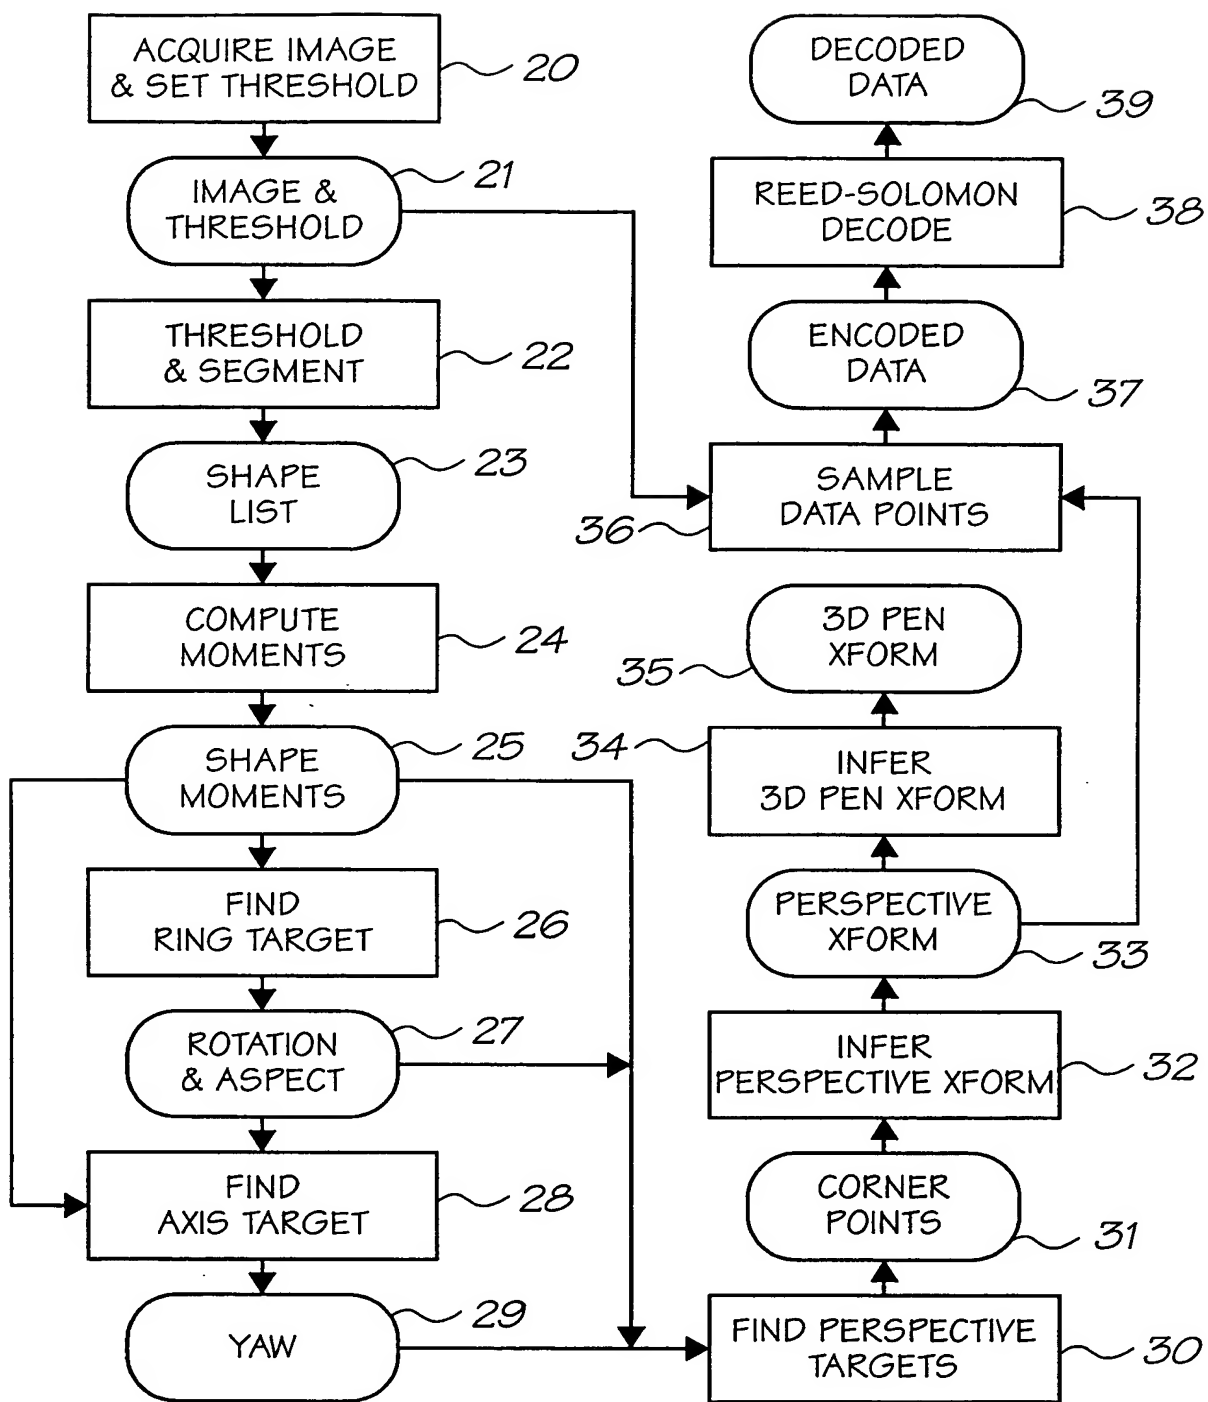 ACQUIRE IMAGE
& SET THRESHOLD
20
IMAGE &
THRESHOLD
21
THRESHOLD
& SEGMENT
22
SHAPE
LIST
23
COMPUTE
MOMENTS
24
SHAPE
MOMENTS
25
FIND
RING TARGET
26
ROTATION
& ASPECT
27
FIND
AXIS TARGET
28
YAW
29
FIND PERSPECTIVE
TARGETS
30
CORNER
POINTS
31
INFER
PERSPECTIVE XFORM
32
PERSPECTIVE
XFORM
33
INFER
3D PEN XFORM
34
3D PEN
XFORM
35
SAMPLE
DATA POINTS
36
ENCODED
DATA
37
REED-SOLOMON
DECODE
38
DECODED
DATA
39